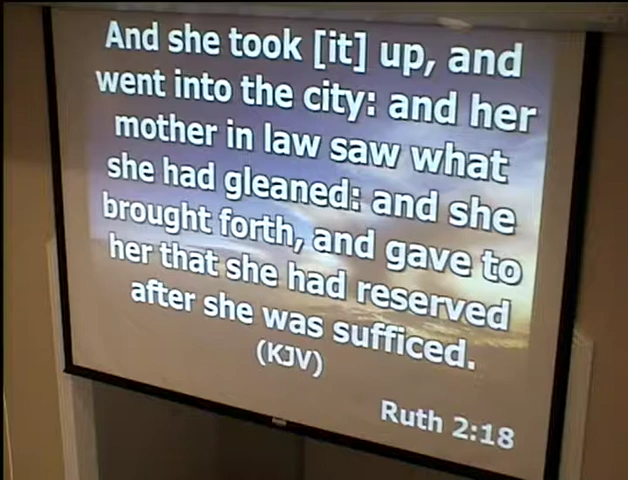 And she took [it] up, and
went into the city: and her
mother in law saw what
she had gleaned: and she
brought forth, and gave to
her that she had reserved
after she was sufficed.
(KJV)
Ruth 2:18